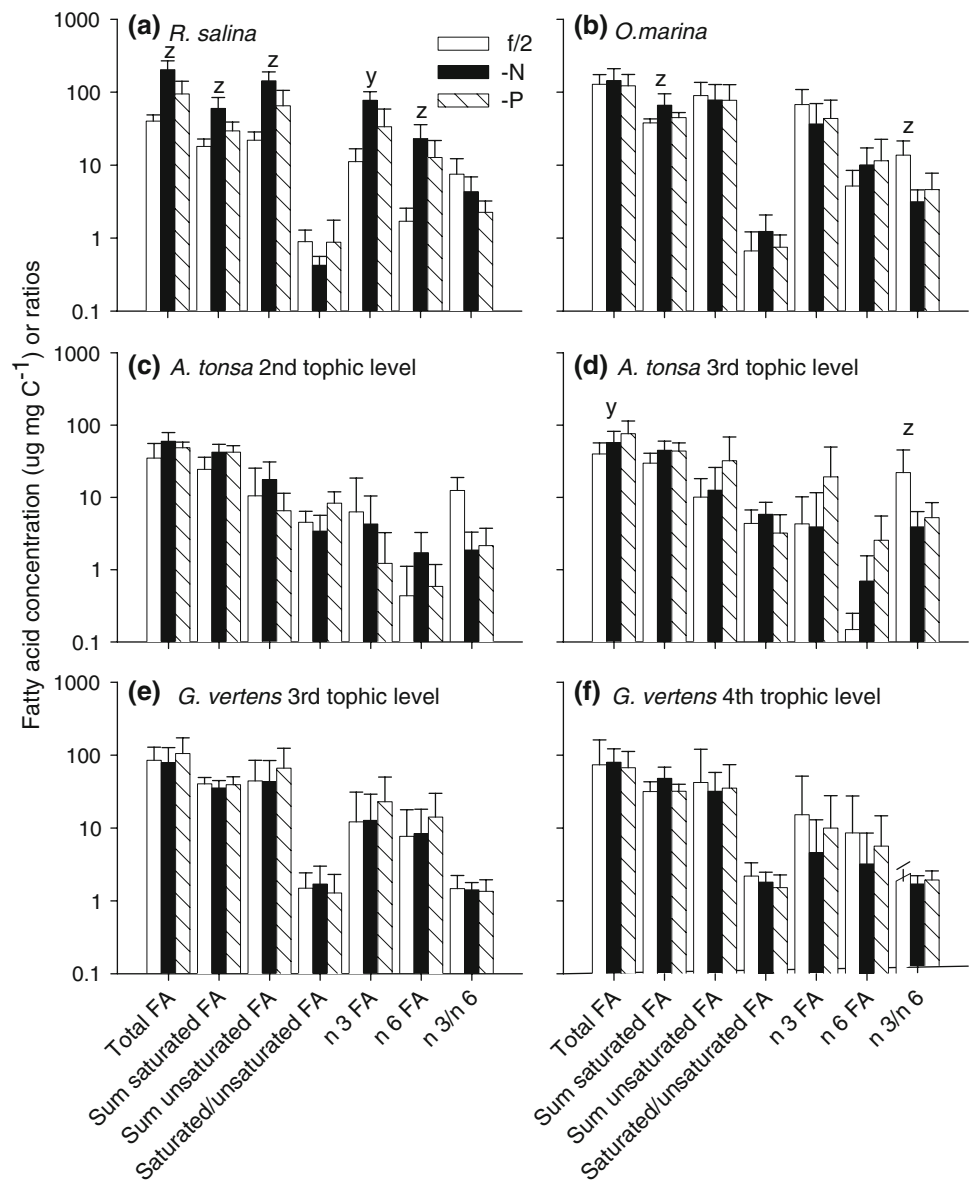 (a) R. salina
f/2
-N
-P
z
z
z
y
z
1000
100
10
1
0.1
(b) O.marina
z
z
(c) A. tonsa 2nd tophic level
1000
100
10
1
0.1
(d) A. tonsa 3rd tophic level
y
z
(e) G. vertens 3rd tophic level
1000
100
10
1
0.1
(f) G. vertens 4th trophic level
Fatty acid concentration (ug mg C⁻¹) or ratios
Total FA
Sum saturated FA
Sum unsaturated FA
Saturated/unsaturated FA
n 3 FA
n 6 FA
n 3/n 6
Total FA
Sum saturated FA
Sum unsaturated FA
Saturated/unsaturated FA
n 3 FA
n 6 FA
n 3/n 6